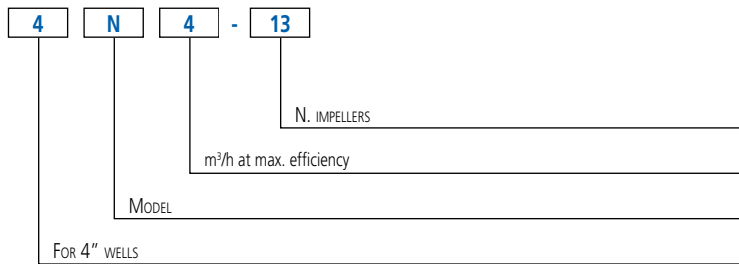 4 N 4 - 13
N. IMPELLERS
m³/h at max. efficiency
MODEL
FOR 4” WELLS